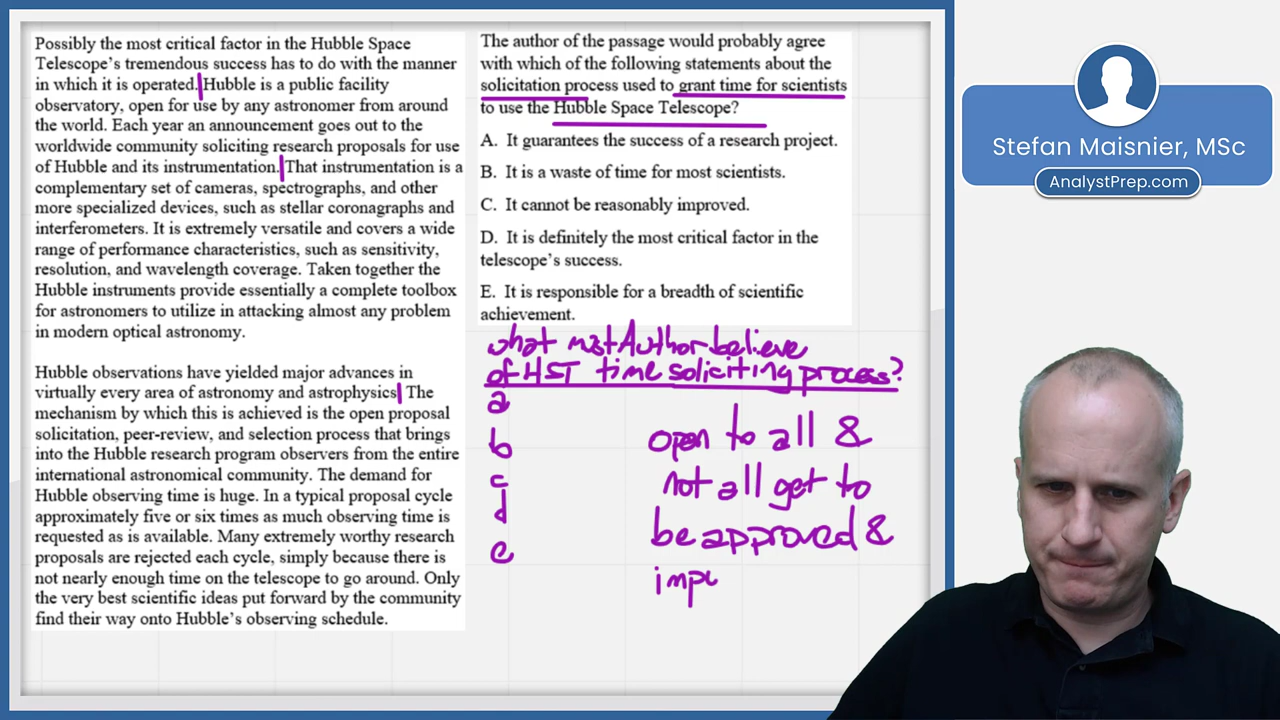 Possibly the most critical factor in the Hubble Space
Telescope's tremendous success has to do with the manner
in which it is operated. Hubble is a public facility
observatory, open for use by any astronomer from around
the world. Each year an announcement goes out to the
worldwide community soliciting research proposals for use
of Hubble and its instrumentation. That instrumentation is a
complementary set of cameras, spectrographs, and other
more specialized devices, such as stellar coronagraphs and
interferometers. It is extremely versatile and covers a wide
range of performance characteristics, such as sensitivity,
resolution, and wavelength coverage. Taken together the
Hubble instruments provide essentially a complete toolbox
for astronomers to utilize in attacking almost any problem
in modern optical astronomy.
Hubble observations have yielded major advances in
virtually every area of astronomy and astrophysics. The
mechanism by which this is achieved is the open proposal
solicitation, peer-review, and selection process that brings
into the Hubble research program observers from the entire
international astronomical community. The demand for
Hubble observing time is huge. In a typical proposal cycle
approximately five or six times as much observing time is
requested as is available. Many extremely worthy research
proposals are rejected each cycle, simply because there is
not nearly enough time on the telescope to go around. Only
the very best scientific ideas put forward by the community
find their way onto Hubble's observing schedule.
The author of the passage would probably agree
with which of the following statements about the
solicitation process used to grant time for scientists
to use the Hubble Space Telescope?
A. It guarantees the success of a research project.
B. It is a waste of time for most scientists.
C. It cannot be reasonably improved.
D. It is definitely the most critical factor in the
telescope's success.
E. It is responsible for a breadth of scientific
achievement.
what must Author believe
of HST time soliciting process?
a
b
c
d
e
open to all &
not all get to
be approved &
impo
Stefan Maisnier, MSc
AnalystPrep.com